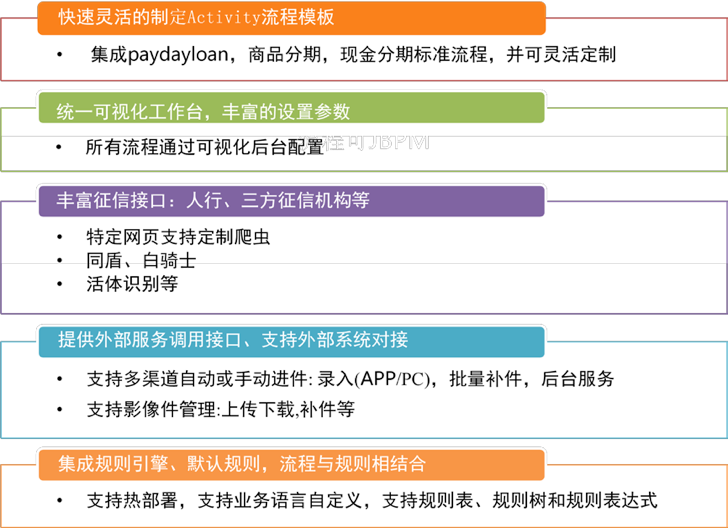 快速灵活的制定Activity流程模板
• 集成paydayloan，商品分期，现金分期标准流程，并可灵活定制
统一可视化工作台，丰富的设置参数
• 所有流程通过可视化后台配置
丰富征信接口：人行、三方征信机构等
• 特定网页支持定制爬虫
• 同盾、白骑士
• 活体识别等
提供外部服务调用接口、支持外部系统对接
• 支持多渠道自动或手动进件: 录入(APP/PC)，批量补件，后台服务
• 支持影像件管理:上传下载,补件等
集成规则引擎、默认规则，流程与规则相结合
• 支持热部署，支持业务语言自定义，支持规则表、规则树和规则表达式